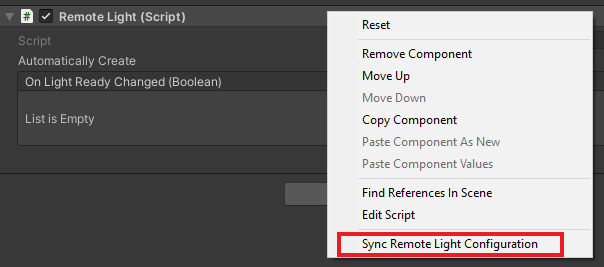 Remote Light (Script)
Script
Automatically Create
On Light Ready Changed (Boolean)
List is Empty
Reset
Remove Component
Move Up
Move Down
Copy Component
Paste Component As New
Paste Component Values
Find References In Scene
Edit Script
Sync Remote Light Configuration